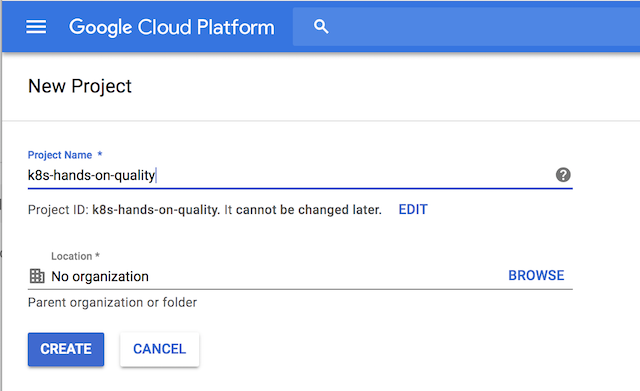 Google Cloud Platform
New Project
Project Name *
k8s-hands-on-quality
Project ID: k8s-hands-on-quality. It cannot be changed later. EDIT
Location *
No organization BROWSE
Parent organization or folder
CREATE CANCEL